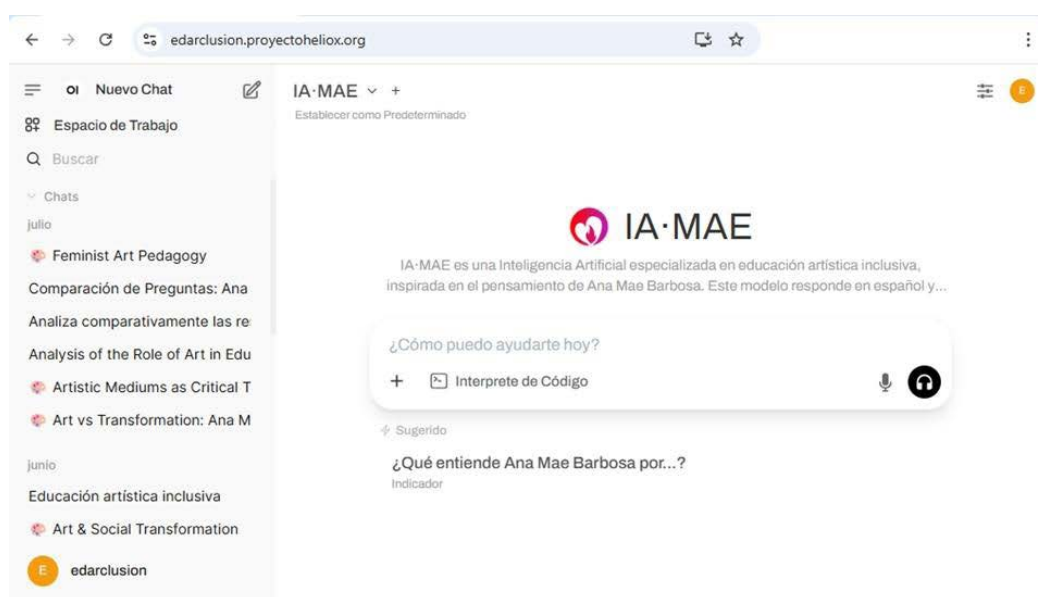 edarclusion.proyectoheliox.org
OI Nuevo Chat
Espacio de Trabajo
Buscar
Chats
julio
Feminist Art Pedagogy
Comparación de Preguntas: Ana
Analiza comparativamente las re
Analysis of the Role of Art in Edu
Artistic Mediums as Critical T
Art vs Transformation: Ana M
junio
Educación artística inclusiva
Art & Social Transformation
E edarclusion
IA·MAE
Establecer como Predeterminado
E
IA·MAE
IA·MAE es una Inteligencia Artificial especializada en educación artística inclusiva,
inspirada en el pensamiento de Ana Mae Barbosa. Este modelo responde en español y...
¿Cómo puedo ayudarte hoy?
Interprete de Código
Sugerido
¿Qué entiende Ana Mae Barbosa por...?
Indicador